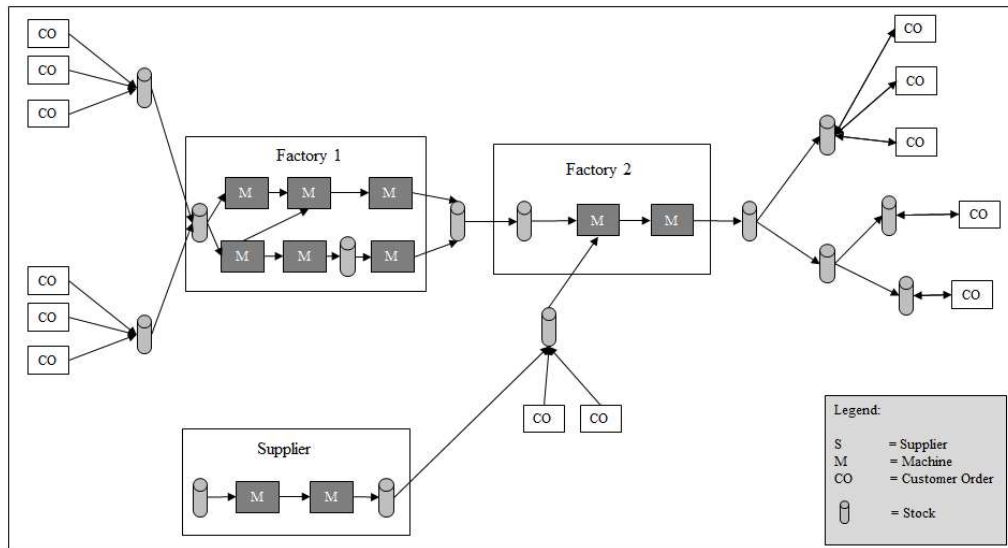 CO
CO
CO
Factory 1
M
M
M
M
M
M
CO
CO
CO
Factory 2
M
M
CO
CO
CO
CO
CO
CO
CO
Supplier
M
M
Legend:
S = Supplier
M = Machine
CO = Customer Order
= Stock